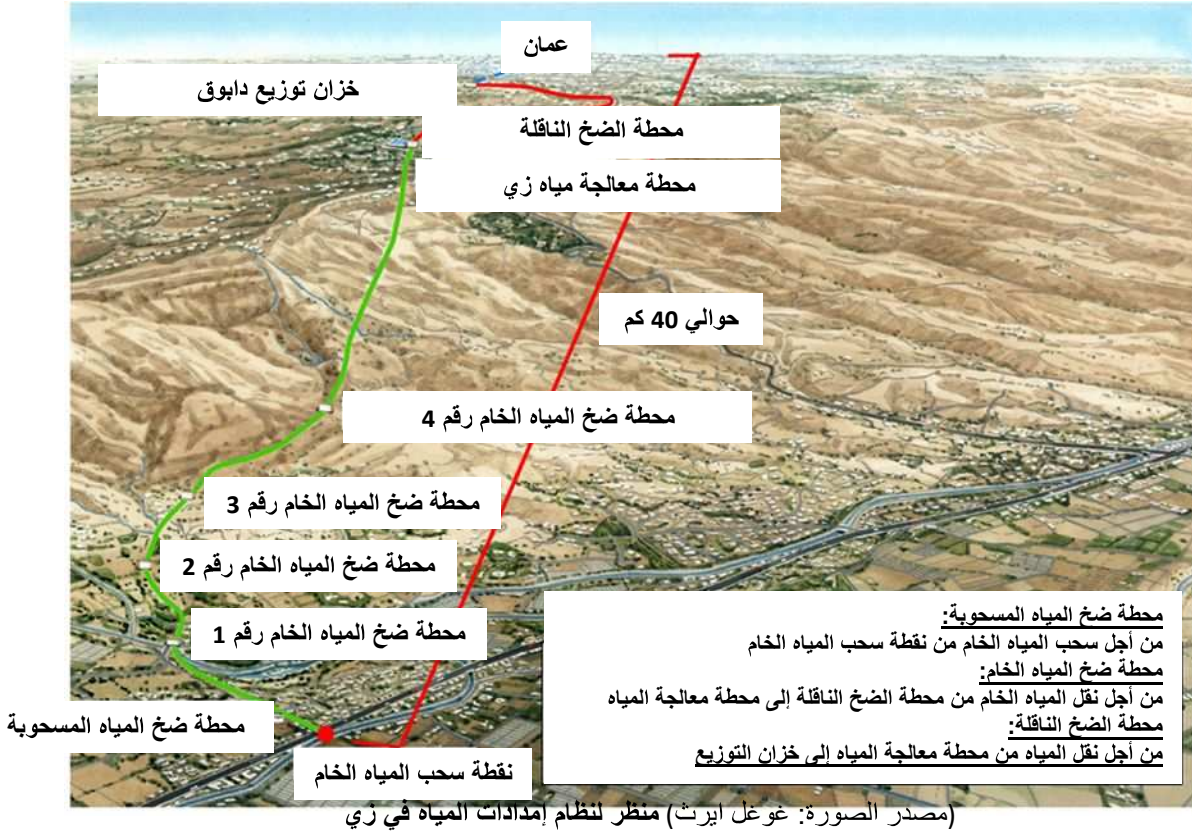 عمان
خزان توزيع دابوق
محطة الضخ الناقلة
محطة معالجة مياه زي
حوالي 40 كم
محطة ضخ المياه الخام رقم 4
محطة ضخ المياه الخام رقم 3
محطة ضخ المياه الخام رقم 2
محطة ضخ المياه الخام رقم 1
محطة ضخ المياه المسحوبة
نقطة سحب المياه الخام
محطة ضخ المياه المسحوبة:
من أجل سحب المياه الخام من نقطة سحب المياه الخام
محطة ضخ المياه الخام:
من أجل نقل المياه الخام من محطة الضخ الناقلة إلى محطة معالجة المياه
محطة الضخ الناقلة:
من أجل نقل المياه من محطة معالجة المياه إلى خزان التوزيع
(مصدر الصورة: غوغل ايرث) منظر لنظام إمدادات المياه في زي